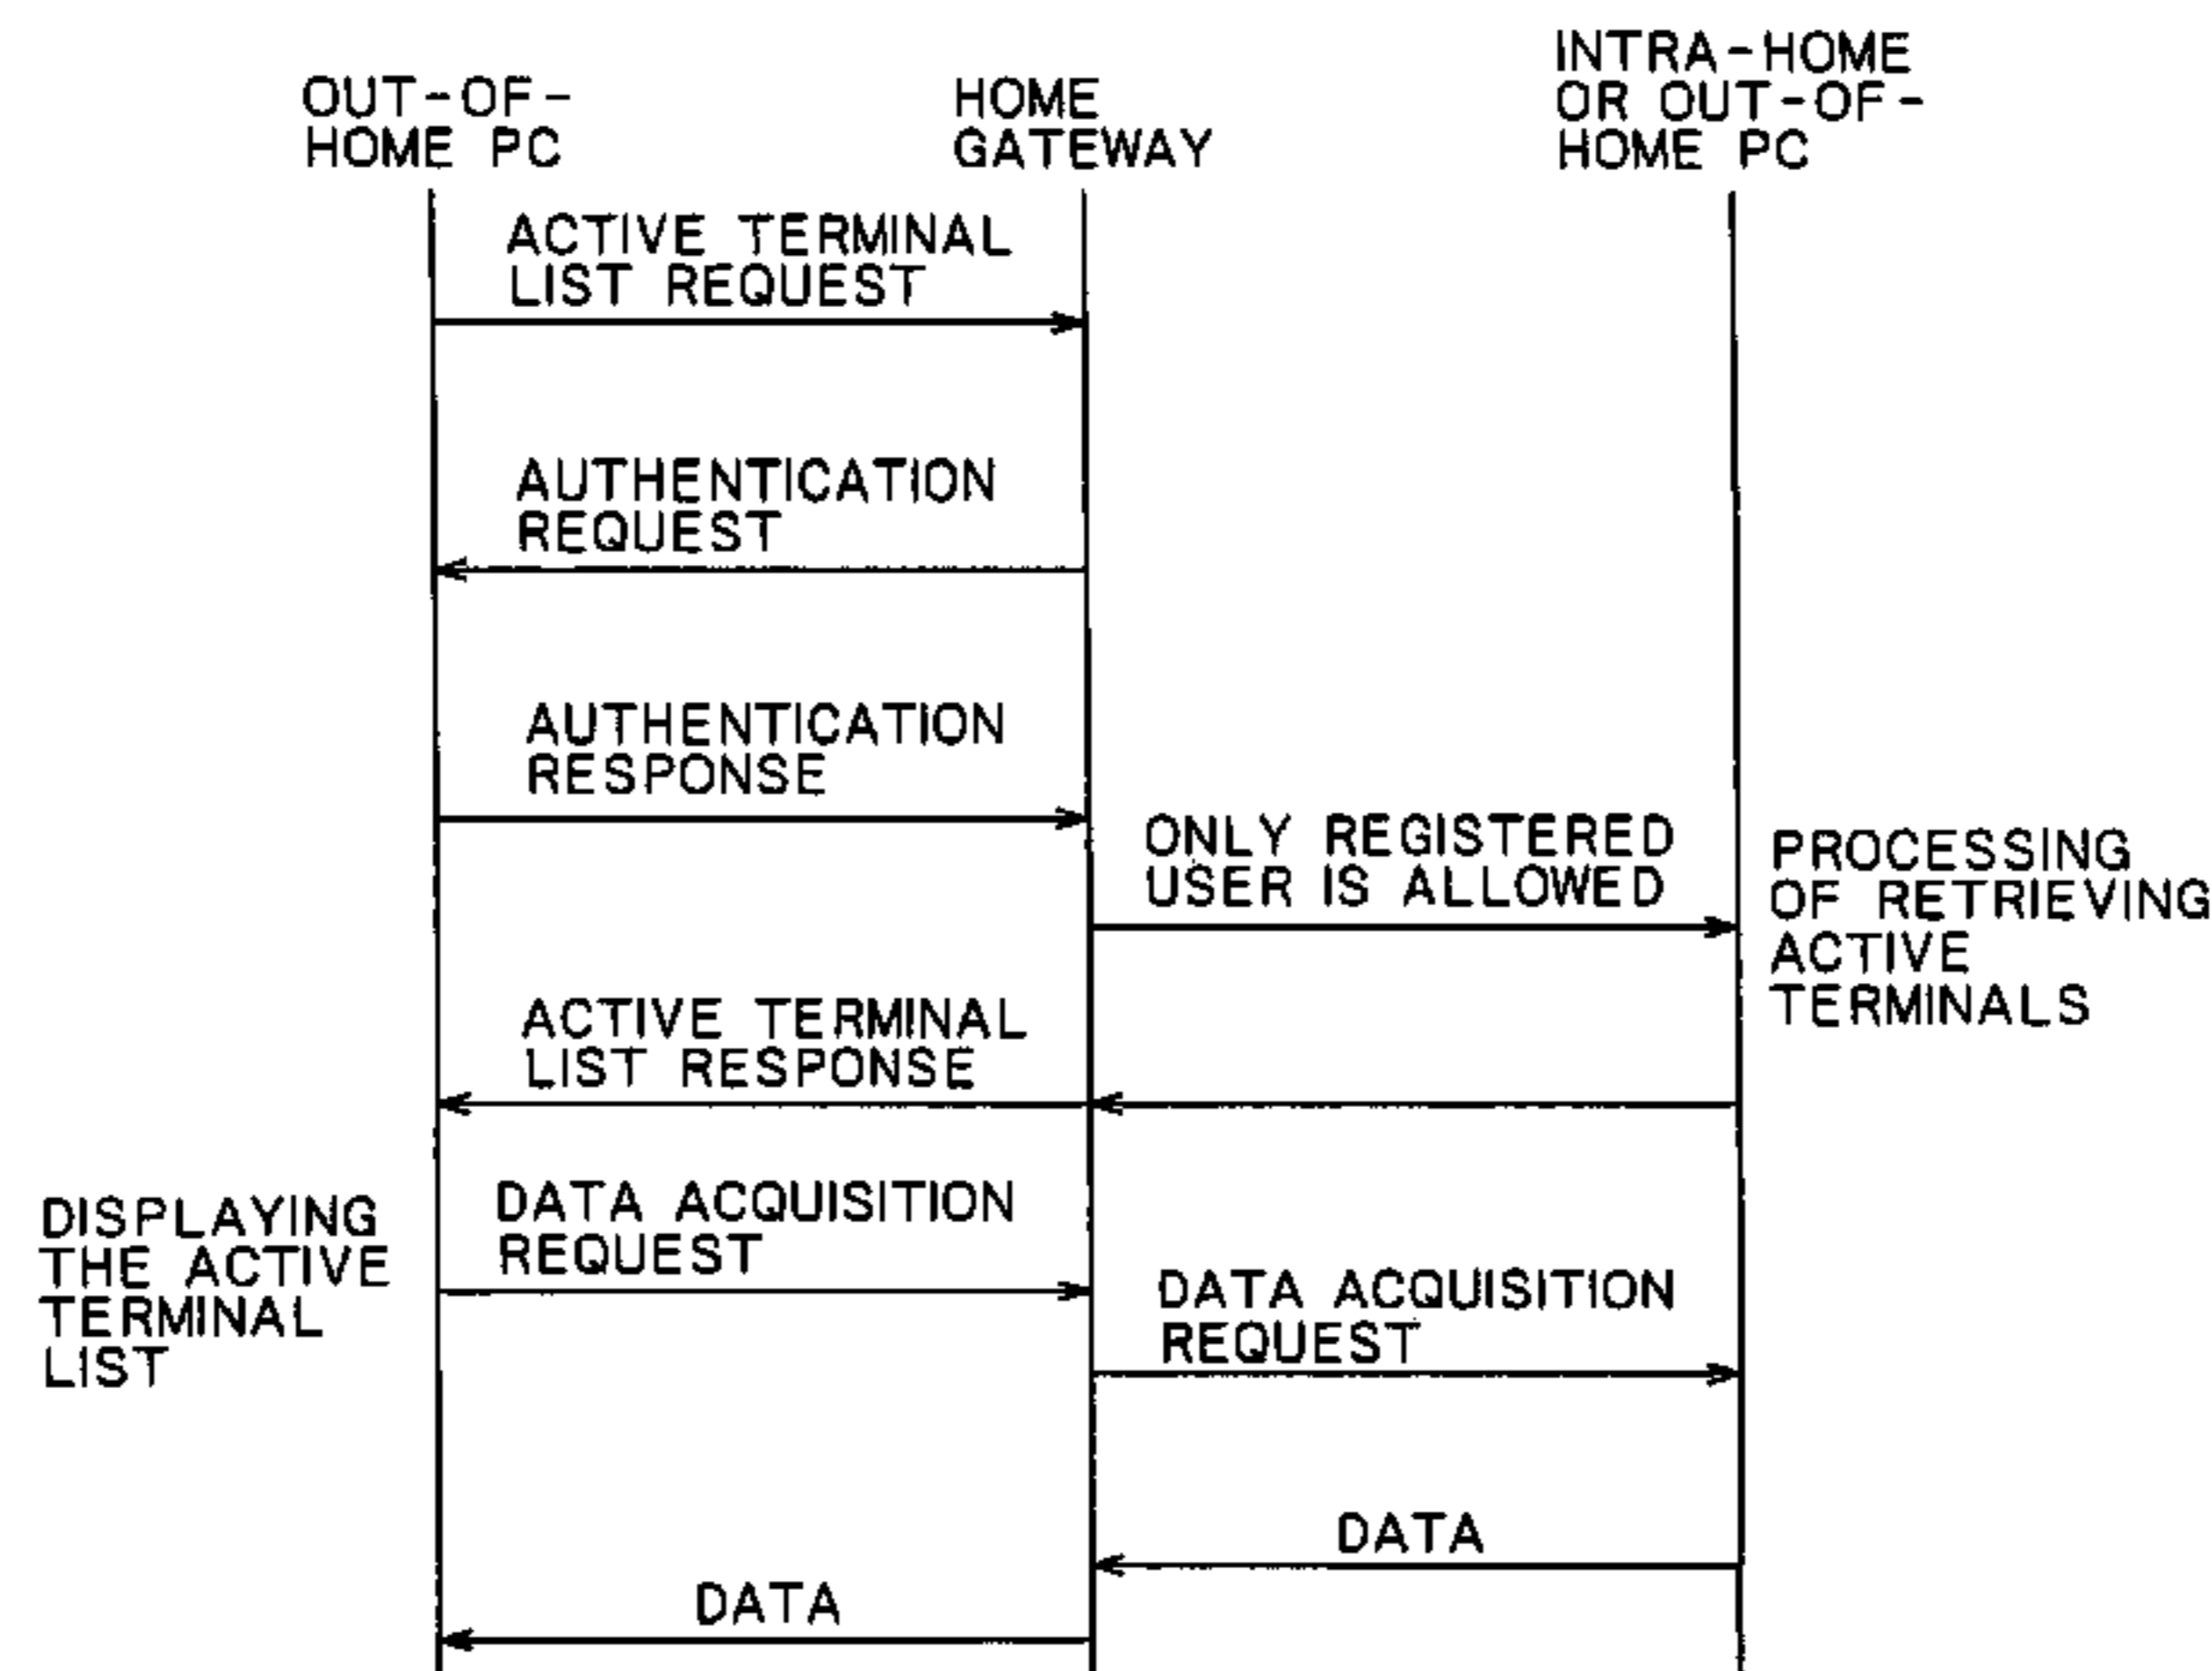 OUT-OF-
HOME PC
HOME
GATEWAY
INTRA-HOME
OR OUT-OF-
HOME PC
ACTIVE TERMINAL
LIST REQUEST
AUTHENTICATION
REQUEST
AUTHENTICATION
RESPONSE
ONLY REGISTERED
USER IS ALLOWED
PROCESSING
OF RETRIEVING
ACTIVE
TERMINALS
ACTIVE TERMINAL
LIST RESPONSE
DISPLAYING
THE ACTIVE
TERMINAL
LIST
DATA ACQUISITION
REQUEST
DATA ACQUISITION
REQUEST
DATA
DATA